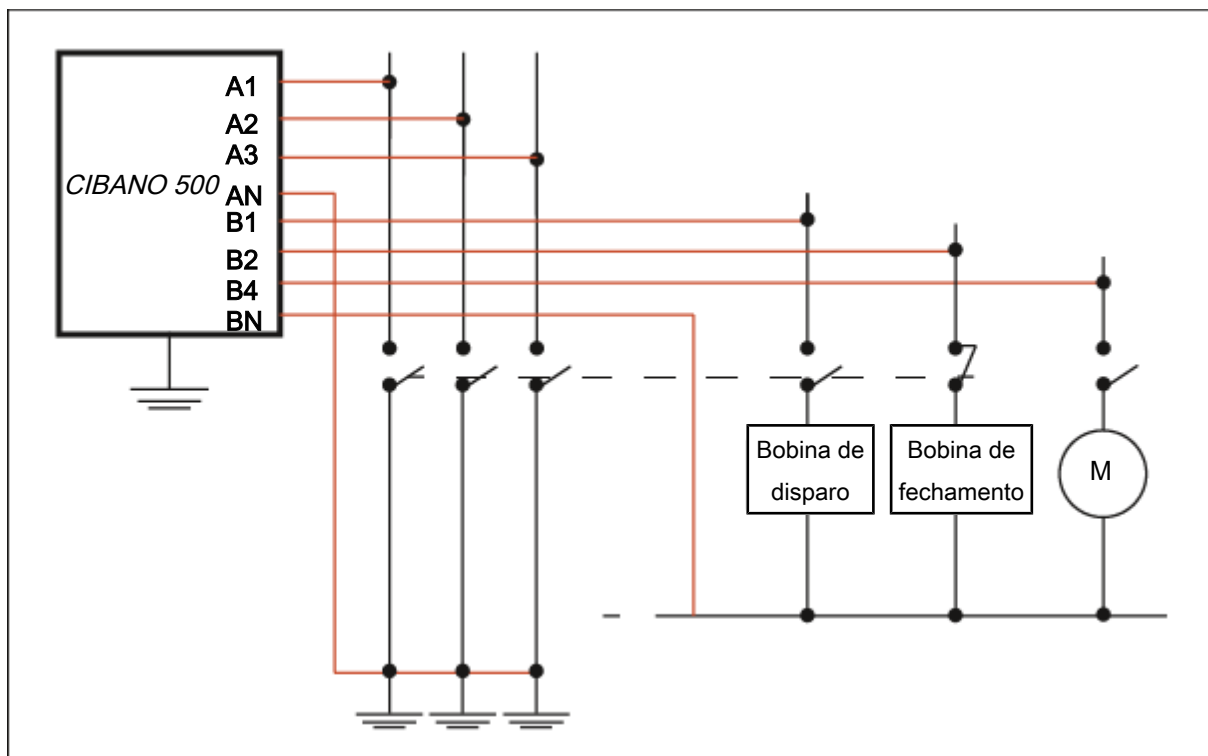 A1
A2
A3
CIBANO 500
AN
B1
B2
B4
BN
Bobina de
disparo
Bobina de
fechamento
M